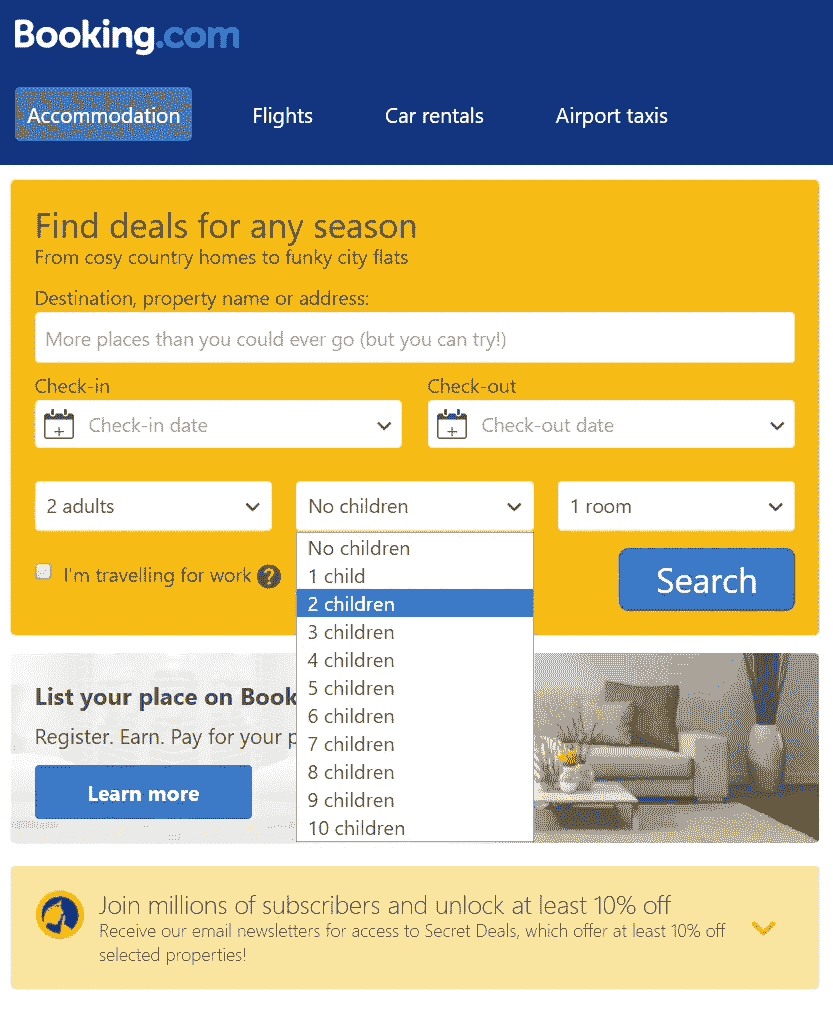 Booking.com
Accommodation Flights Car rentals Airport taxis
Find deals for any season
From cosy country homes to funky city flats
Destination, property name or address:
More places than you could ever go (but you can try!)
Check-in Check-out
Check-in date Check-out date
2 adults No children 1 room
No children
1 child
I'm travelling for work ? Search
2 children
3 children
4 children
5 children
6 children
7 children
8 children
9 children
10 children
List your place on Book
Register. Earn. Pay for your p
Learn more
Join millions of subscribers and unlock at least 10% off
Receive our email newsletters for access to Secret Deals, which offer at least 10% off
selected properties!